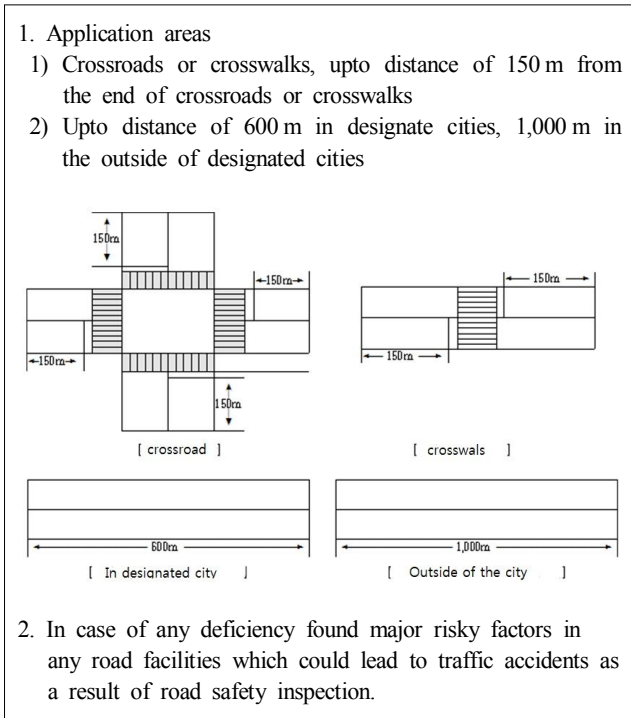 1. Application areas
1) Crossroads or crosswalks, upto distance of 150 m from
the end of crossroads or crosswalks
2) Upto distance of 600 m in designate cities, 1,000 m in
the outside of designated cities
150m
150m
150m
150m
[ crossroad ]
150m
150m
[ crosswals ]
600m
[ In designated city ]
1,000m
[ Outside of the city ]
2. In case of any deficiency found major risky factors in
any road facilities which could lead to traffic accidents as
a result of road safety inspection.